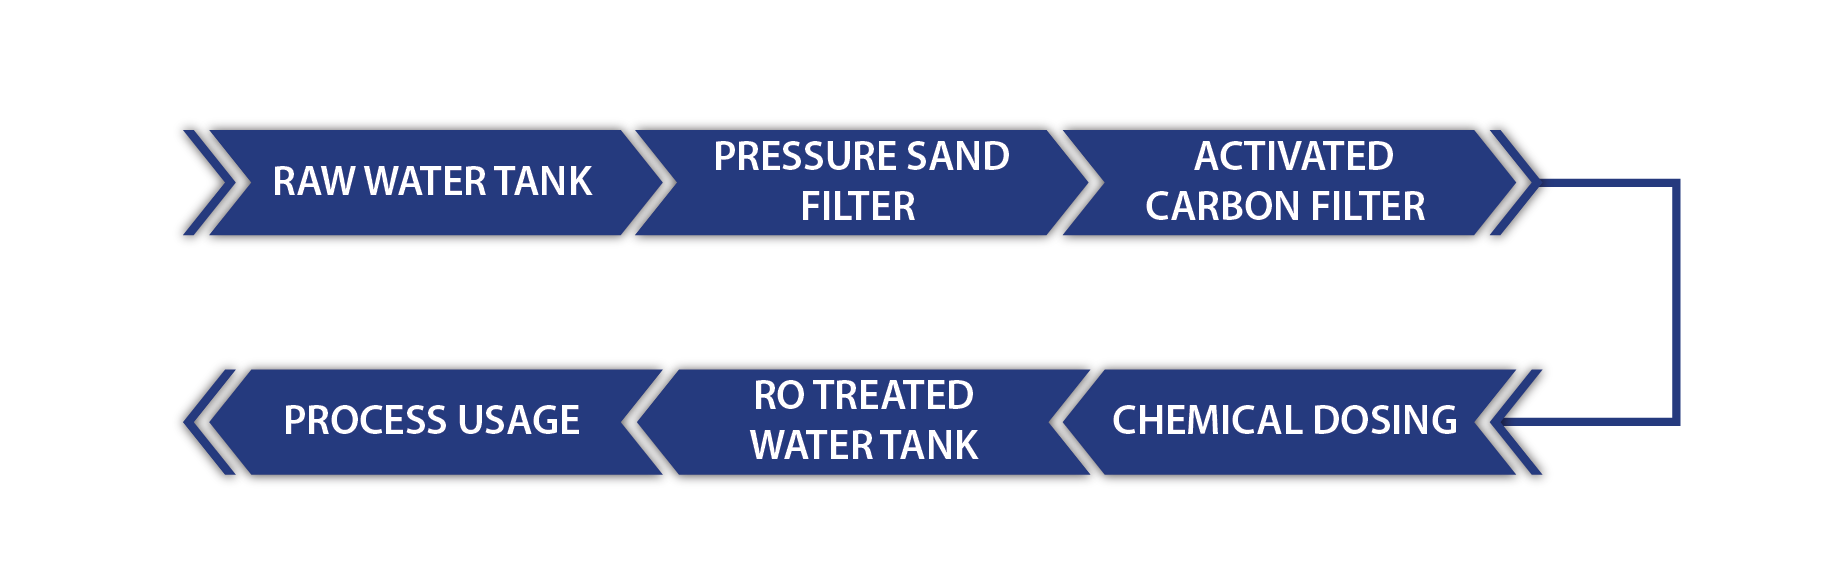 RAW WATER TANK
PRESSURE SAND
FILTER
ACTIVATED
CARBON FILTER
CHEMICAL DOSING
RO TREATED
WATER TANK
PROCESS USAGE